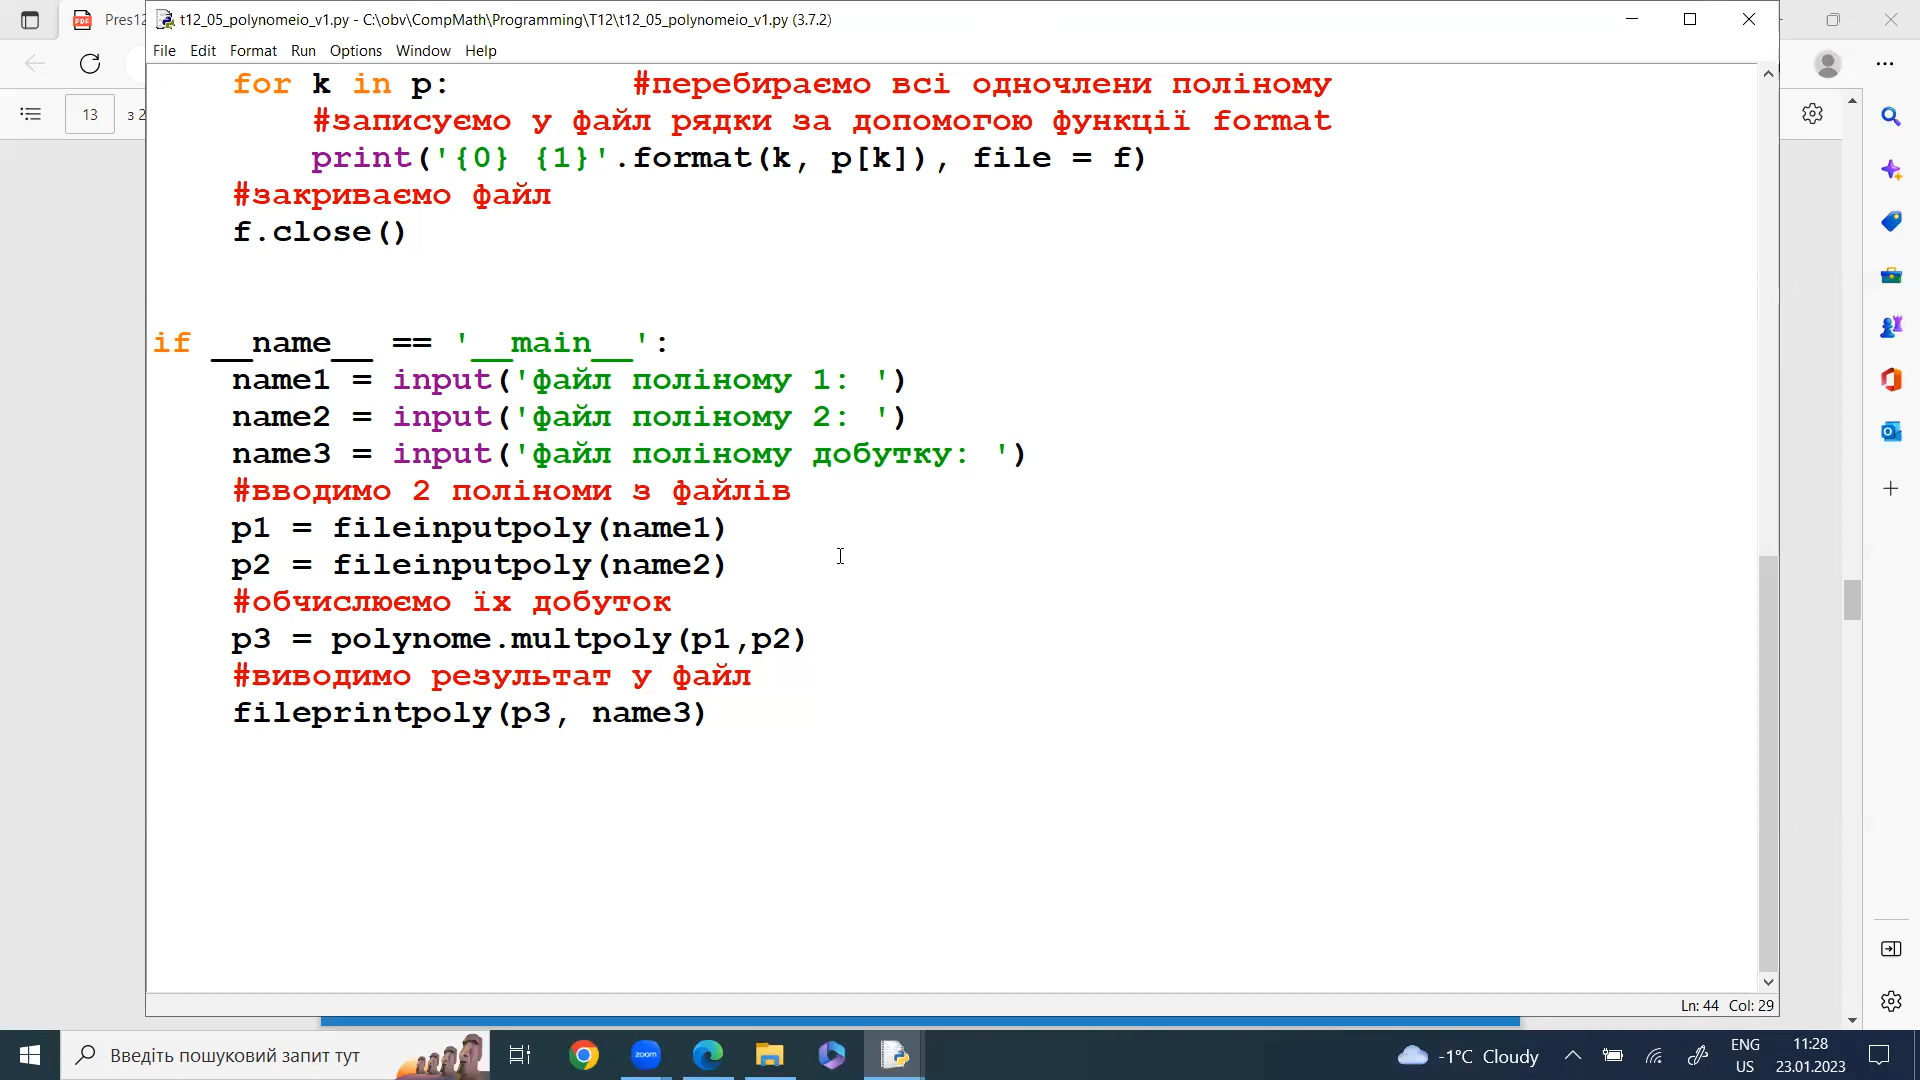 Pres12
t12_05_polynomeio_v1.py - C:\obv\CompMath\Programming\T12\t12_05_polynomeio_v1.py (3.7.2)
File Edit Format Run Options Window Help
13 з 2
for k in p: #перебираємо всі одночлени поліному
#записуємо у файл рядки за допомогою функції format
print('{0} {1}'.format(k, p[k]), file = f)
#закриваємо файл
f.close()
if __name__ == '__main__':
name1 = input('файл поліному 1: ')
name2 = input('файл поліному 2: ')
name3 = input('файл поліному добутку: ')
#вводимо 2 поліноми з файлів
p1 = fileinputpoly(name1)
p2 = fileinputpoly(name2)
#обчислюємо їх добуток
p3 = polynome.multpoly(p1,p2)
#виводимо результат у файл
fileprintpoly(p3, name3)
Ln: 44 Col: 29
Введіть пошуковий запит тут
zoom
-1°C Cloudy
ENG
US
11:28
23.01.2023